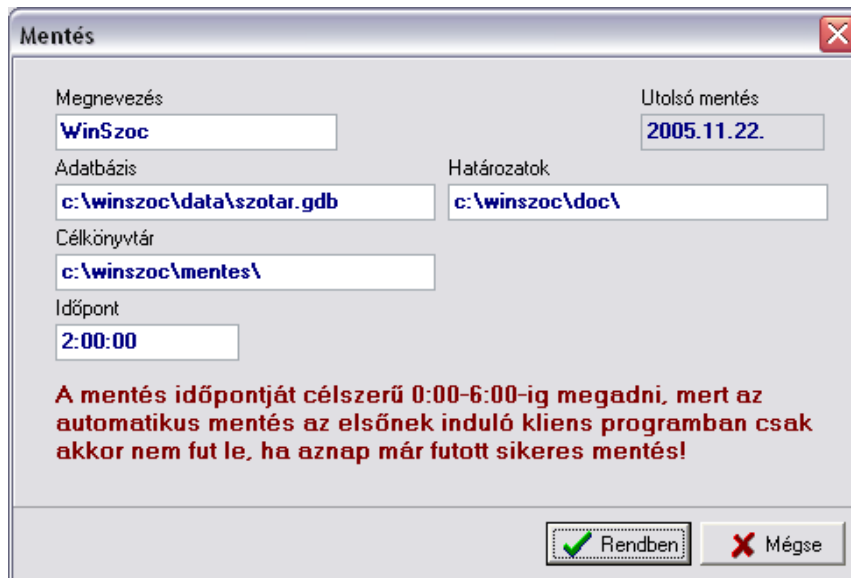 Mentés
Megnevezés
Utolsó mentés
WinSzoc
2005.11.22.
Adatbázis
Határozatok
c:\winszoc\data\szotar.gdb
c:\winszoc\doc\
Célkönyvtár
c:\winszoc\mentes\
Időpont
2:00:00
A mentés időpontját célszerű 0:00-6:00-ig megadni, mert az
automatikus mentés az elsőnek induló kliens programban csak
akkor nem fut le, ha aznap már futott sikeres mentés!
Rendben
Mégse